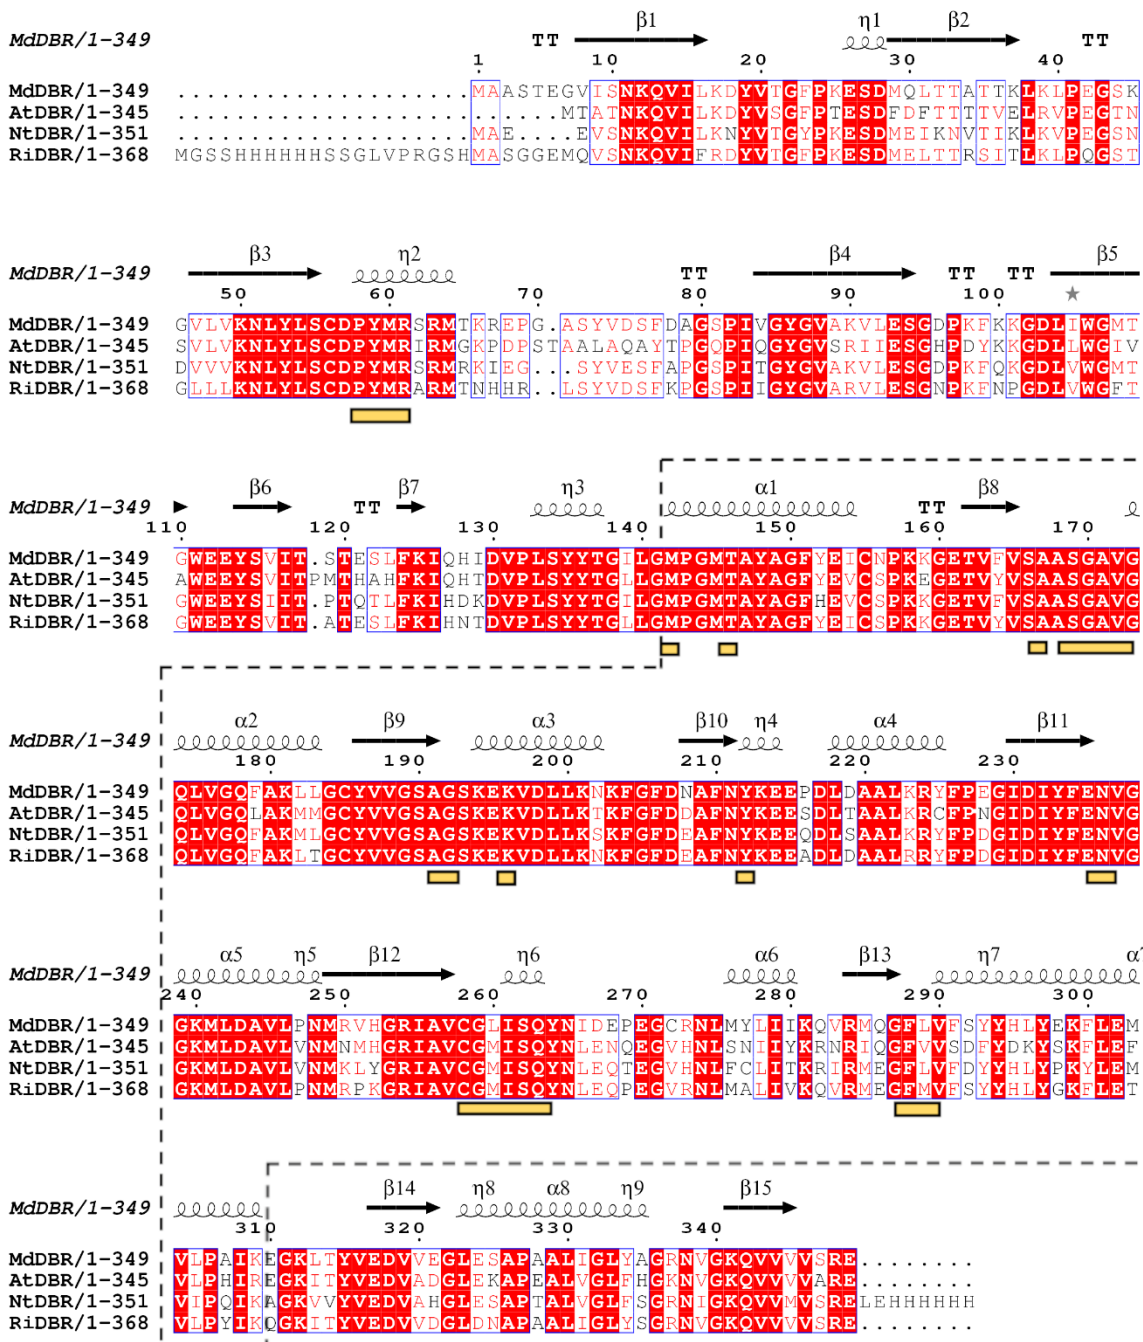 β1 η1 β2
MdDBR/1-349 TT TT
1 10 20 30 40
MdDBR/1-349 ....................MAASTEGVISNKQVILKDYVTGFPKESDMQLTTATTKLKLPEGSK
AtDBR/1-345 ..........................MTATNKQVILKDYVSGFPTESDFDFTTTTVELRVPEGTN
NtDBR/1-351 ....................MAE....EVSNKQVILKNYVTGFPKESDMEIKNVTIKLKVPEGSN
RiDBR/1-368 MGSSHHHHHHSSGLVPRGSHMASGGEMQVSNKQVIFRDYVTGFPKESDMELTTRSITLKLPQGST
β3 η2 β4 β5
MdDBR/1-349 TT TT TT
50 60 70 80 90 100 ★
MdDBR/1-349 GVLVKNLYLSCDPYMRSRMTKREPG.ASYVDSFDAGSPIVGYGVAKVLESGDPKFKKGDLIWGMT
AtDBR/1-345 SVLVKNLYLSCDPYMRIRMGKPDPSTAALAQAYTPGQPIQGYGVSRIIESGHPDYKKGDLLWGIV
NtDBR/1-351 DVVVKNLYLSCDPYMRSRMRKIEG...SYVESFAPGSPITGYGVAKVLESGDPKFQKGDLVWGMT
RiDBR/1-368 GLLLKNLYLSCDPYMRARMTNHHR..LSYVDSFKPGSPIIGYGVARVLESGNPKFNPGDLVWGFT
β6 β7 η3 α1 β8
MdDBR/1-349 TT TT
110 120 130 140 150 160 170
MdDBR/1-349 GWEEYSVIT.STESLFKIQHIDVPLSYYTGILGMPGMTAYAGFYEICNPKKGETVFVSAASGAVG
AtDBR/1-345 AWEEYSVITPMTHAHFKIQHTDVPLSYYTGLLGMPGMTAYAGFYEVCSPKEGETVYVSAASGAVG
NtDBR/1-351 GWEEYSIIT.PTQTLFKIHDKDVPLSYYTGILGMPGMTAYAGFHEVCSPKKGETVFVSAASGAVG
RiDBR/1-368 GWEEYSVIT.ATESLFKIHNTDVPLSYYTGLLGMPGMTAYAGFYEICSPKKGETVYVSAASGAVG
α2 β9 α3 β10 η4 α4 β11
MdDBR/1-349
180 190 200 210 220 230
MdDBR/1-349 QLVGQFAKLLGCYVVGSAGSKEKVDLLKNKFGFDNAFNYKEEPDLDAALKRYFPEGIDIYFENVG
AtDBR/1-345 QLVGQLAKMMGCYVVGSAGSKEKVDLLKTKFGFDDAFNYKEESDLTAALKRCFPNGIDIYFENVG
NtDBR/1-351 QLVGQFAKMLGCYVVGSAGSKEKVDLLKSKFGFDEAFNYKEEQDLSAALKRYFPDGIDIYFENVG
RiDBR/1-368 QLVGQFAKLTGCYVVGSAGSKEKVDLLKNKFGFDEAFNYKEEADLDAALRRYFPDGIDIYFENVG
α5 η5 β12 η6 α6 β13 η7 α7
MdDBR/1-349
240 250 260 270 280 290 300
MdDBR/1-349 GKMLDAVLPNMRVHGRIAVCGLISQYNIDEPEGCRNLMYLIIKQVRMQGFLVFSYYHLYEKFLEM
AtDBR/1-345 GKMLDAVLVNMNMHGRIAVCGMISQYNLENQEGVHNLSNIIYKRNRIQGFVVSDFYDKYSKFLEF
NtDBR/1-351 GKMLDAVLVNMKLYGRIAVCGMISQYNLEQTEGVHNLFCLITKRIRMEGFLVFDYYHLYPKYLEM
RiDBR/1-368 GKMLDAVLPNMRPKGRIAVCGMISQYNLEQPEGVRNLMALIVKQVRMEGFMVFSYYHLYGKFLET
β14 η8 α8 η9 β15
MdDBR/1-349
310 320 330 340
MdDBR/1-349 VLPAIKEGKLTYVEDVVEGLESAPAALIGLYAGRNVGKQVVVVSRE........
AtDBR/1-345 VLPHIREGKITYVEDVADGLEKAPEALVGLFHGKNVGKQVVVVARE........
NtDBR/1-351 VIPQIKAGKVVYVEDVAHGLESAPTALVGLFSGRNIGKQVVMVSRELEHHHHHH
RiDBR/1-368 VLPYIKQGKITYVEDVVDGLDNAPAALIGLYSGRNVGKQVVVVSRE........